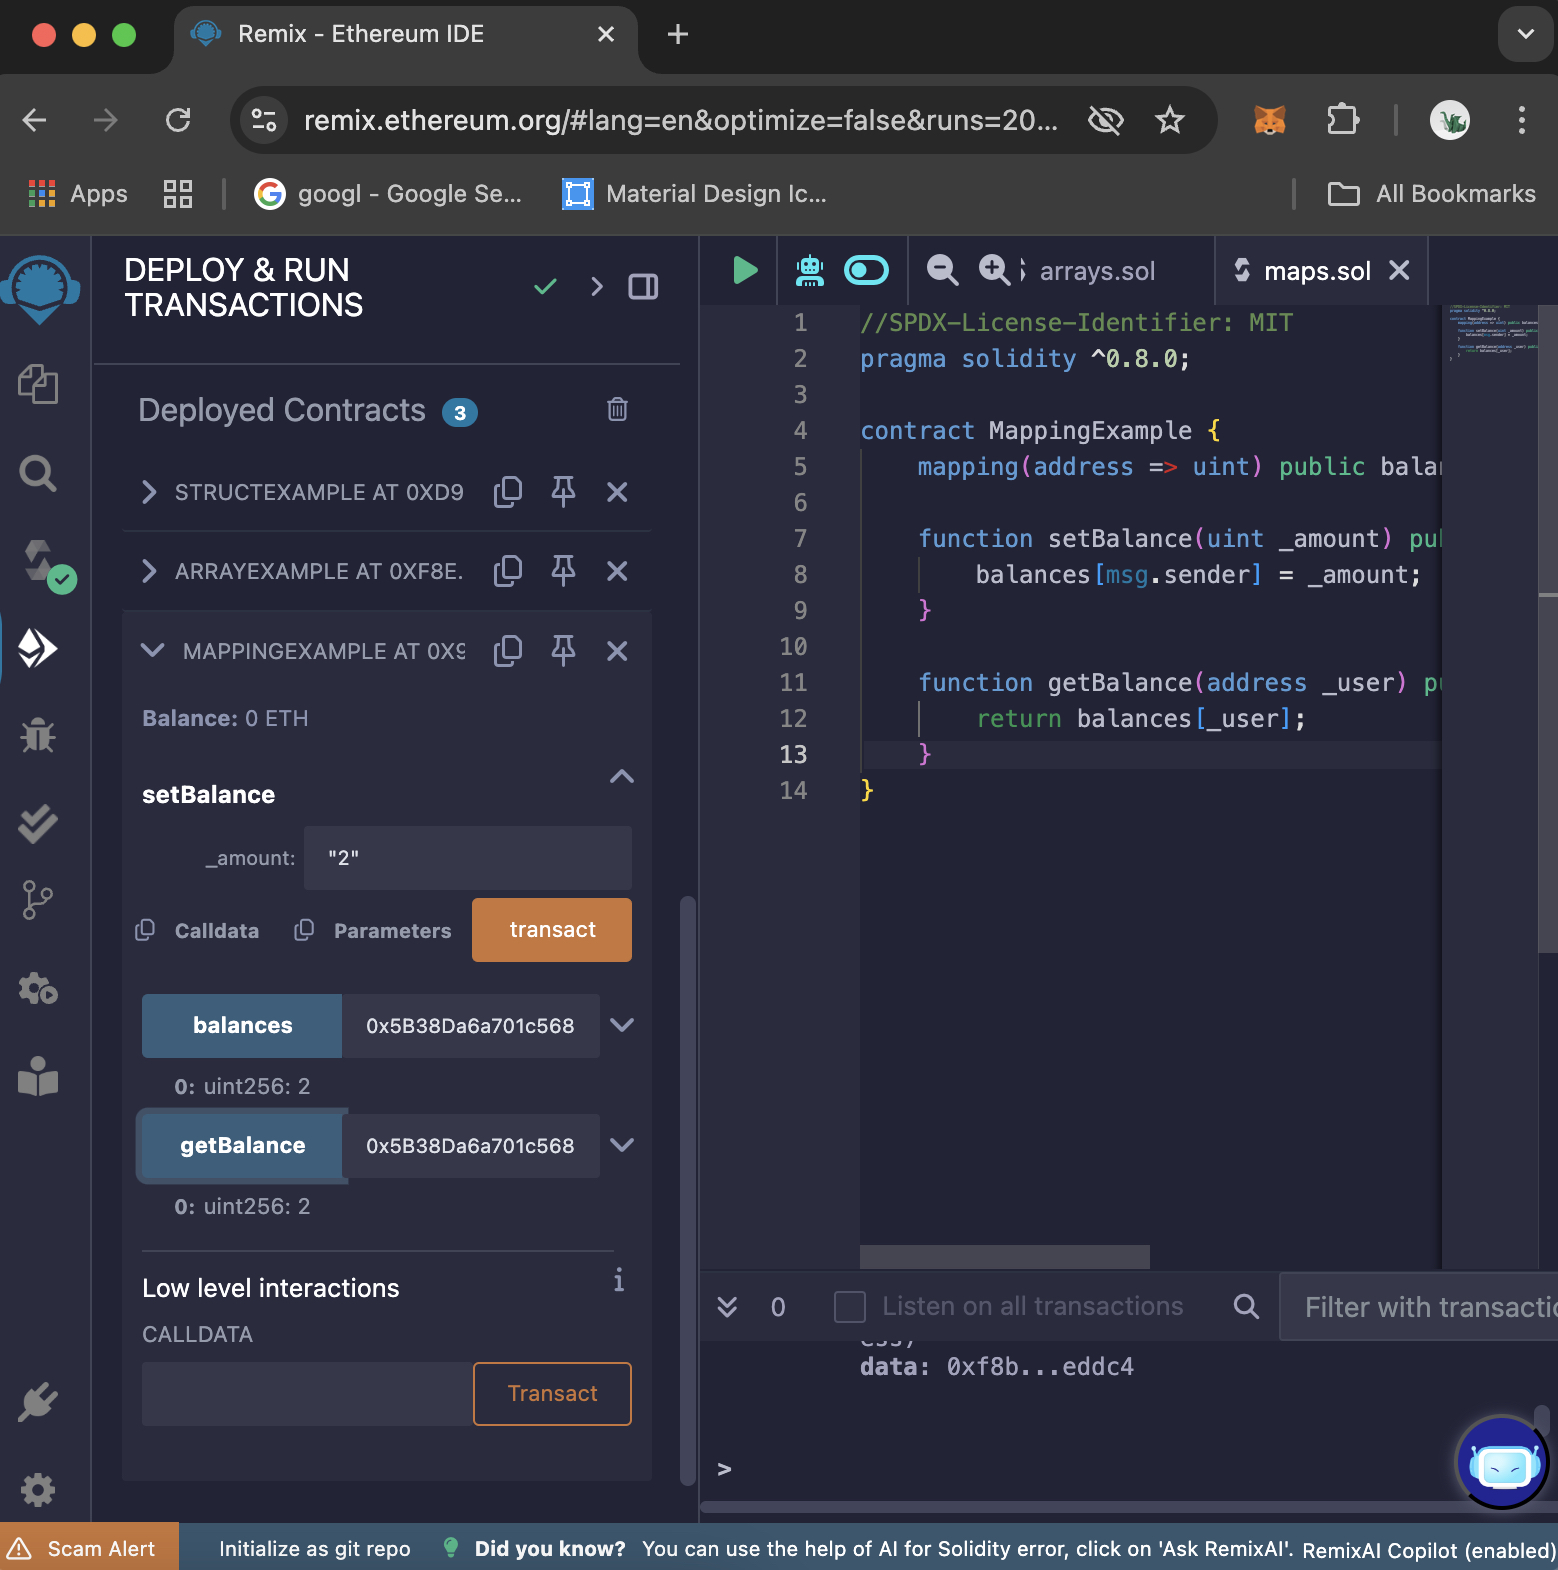 Remix - Ethereum IDE
remix.ethereum.org/#lang=en&optimize=false&runs=20...
Apps
googl - Google Se...
Material Design Ic...
All Bookmarks
DEPLOY & RUN
TRANSACTIONS
Deployed Contracts 3
STRUCTEXAMPLE AT 0XD9
ARRAYEXAMPLE AT 0XF8E.
MAPPINGEXAMPLE AT 0X9
Balance: 0 ETH
setBalance
_amount: "2"
Calldata Parameters transact
balances 0x5B38Da6a701c568
0: uint256: 2
getBalance 0x5B38Da6a701c568
0: uint256: 2
Low level interactions i
CALLDATA
Transact
arrays.sol maps.sol
1 //SPDX-License-Identifier: MIT
2 pragma solidity ^0.8.0;
3
4 contract MappingExample {
5 mapping(address => uint) public bala
6
7 function setBalance(uint _amount) pu
8 balances[msg.sender] = _amount;
9 }
10
11 function getBalance(address _user) p
12 return balances[_user];
13 }
14 }
0 Listen on all transactions Filter with transactio
ess)
data: 0xf8b...eddc4
>
Scam Alert Initialize as git repo Did you know? You can use the help of AI for Solidity error, click on 'Ask RemixAI'. RemixAI Copilot (enabled)